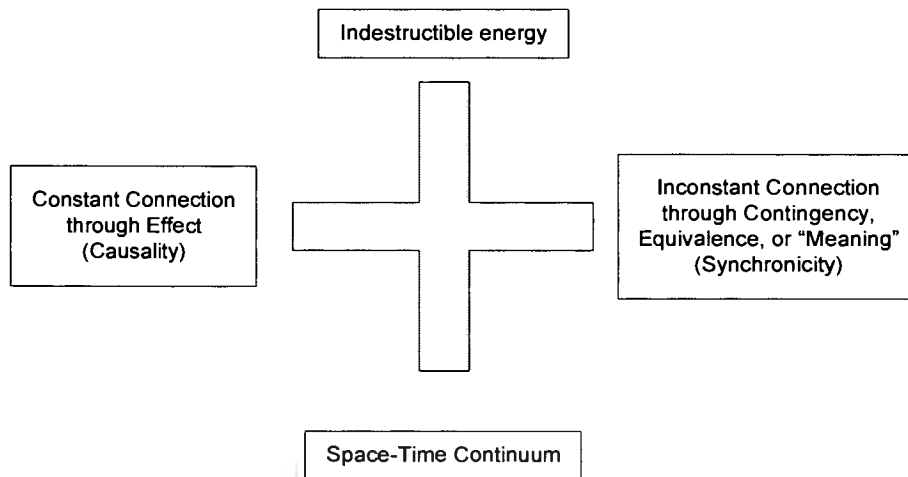 Indestructible energy
Constant Connection
through Effect
(Causality)
Inconstant Connection
through Contingency,
Equivalence, or “Meaning”
(Synchronicity)
Space-Time Continuum